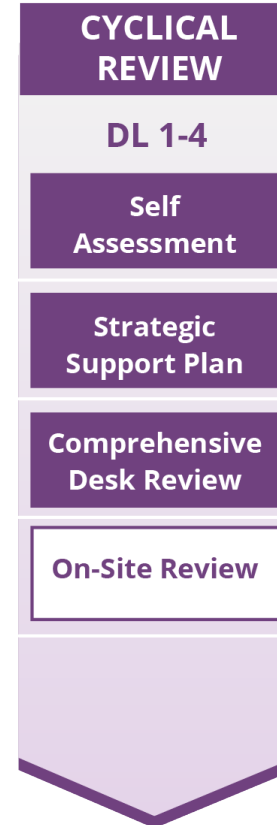 CYCLICAL
REVIEW
DL 1-4
Self
Assessment
Strategic
Support Plan
Comprehensive
Desk Review
On-Site Review